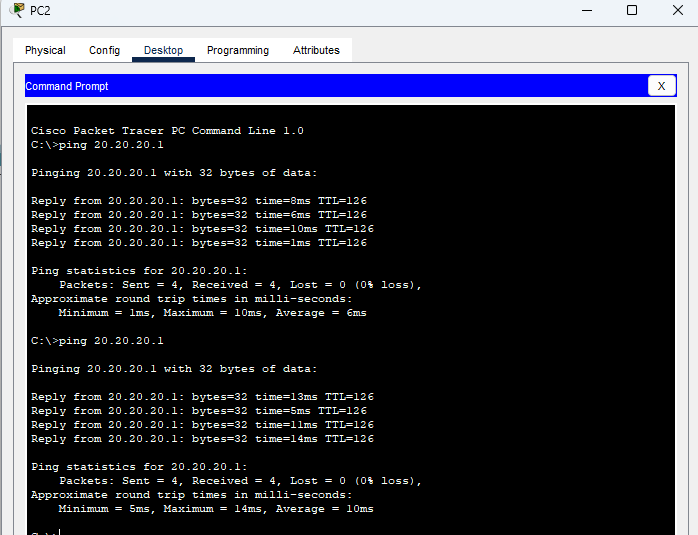 PC2
Physical Config Desktop Programming Attributes
Command Prompt
X
Cisco Packet Tracer PC Command Line 1.0
C:\>ping 20.20.20.1
Pinging 20.20.20.1 with 32 bytes of data:
Reply from 20.20.20.1: bytes=32 time=8ms TTL=126
Reply from 20.20.20.1: bytes=32 time=6ms TTL=126
Reply from 20.20.20.1: bytes=32 time=10ms TTL=126
Reply from 20.20.20.1: bytes=32 time=1ms TTL=126
Ping statistics for 20.20.20.1:
Packets: Sent = 4, Received = 4, Lost = 0 (0% loss),
Approximate round trip times in milli-seconds:
Minimum = 1ms, Maximum = 10ms, Average = 6ms
C:\>ping 20.20.20.1
Pinging 20.20.20.1 with 32 bytes of data:
Reply from 20.20.20.1: bytes=32 time=13ms TTL=126
Reply from 20.20.20.1: bytes=32 time=5ms TTL=126
Reply from 20.20.20.1: bytes=32 time=11ms TTL=126
Reply from 20.20.20.1: bytes=32 time=14ms TTL=126
Ping statistics for 20.20.20.1:
Packets: Sent = 4, Received = 4, Lost = 0 (0% loss),
Approximate round trip times in milli-seconds:
Minimum = 5ms, Maximum = 14ms, Average = 10ms